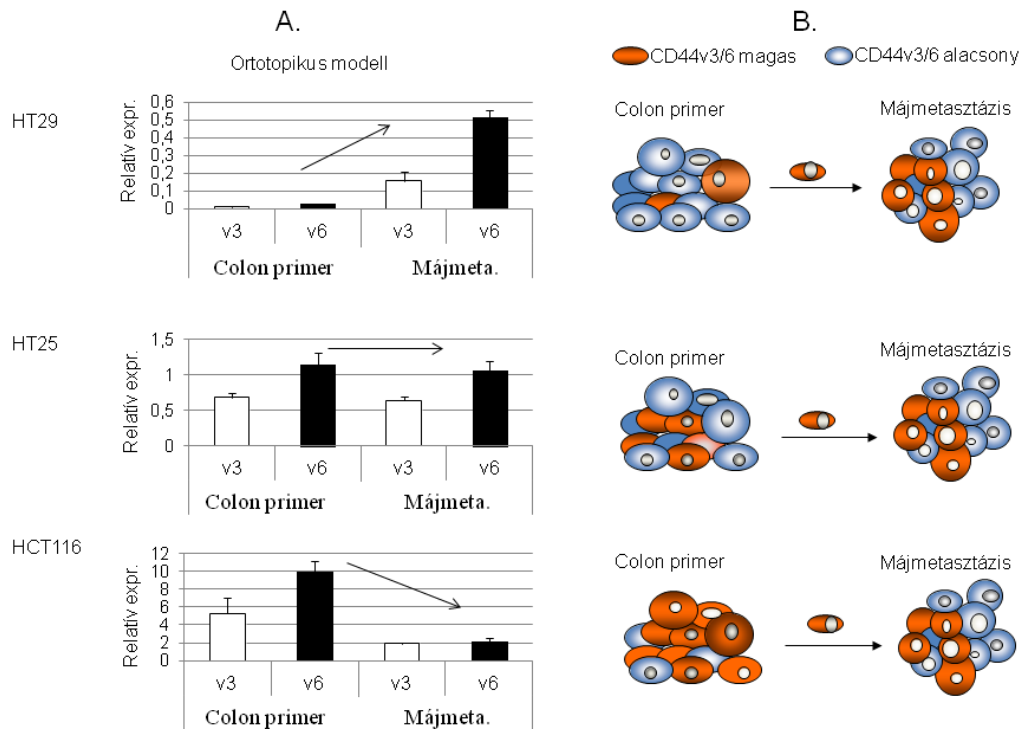 A.
Ortotopikus modell
HT29
Relatív expr.
0,6
0,5
0,4
0,3
0,2
0,1
0
v3 v6 v3 v6
Colon primer Májmeta.
HT25
Relatív expr.
1,5
1
0,5
0
v3 v6 v3 v6
Colon primer Májmeta.
HCT116
Relatív expr.
12
10
8
6
4
2
0
v3 v6 v3 v6
Colon primer Májmeta.
B.
CD44v3/6 magas CD44v3/6 alacsony
Colon primer Májmetasztázis
Colon primer Májmetasztázis
Colon primer Májmetasztázis